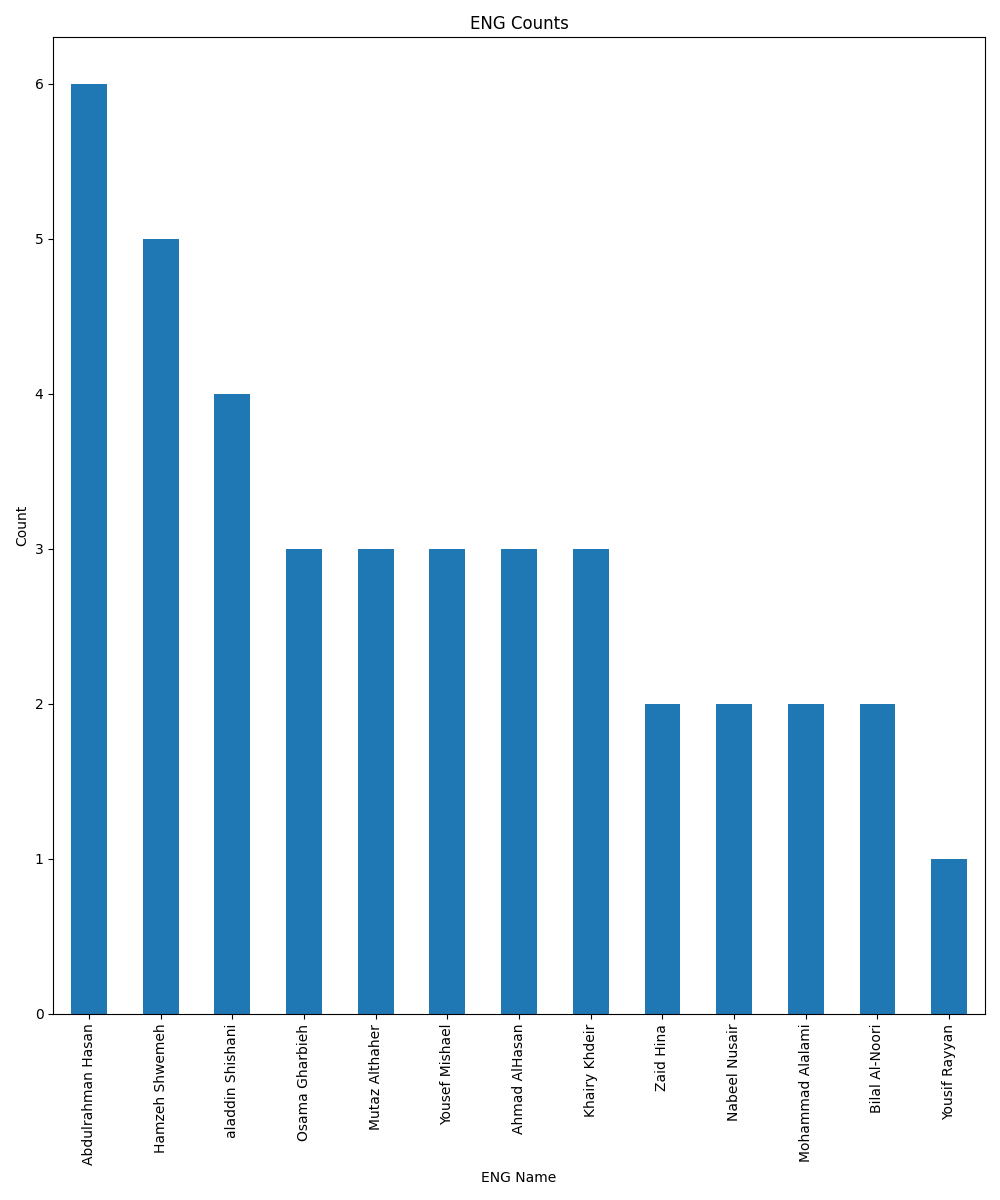 ENG Counts
6
5
4
3
2
1
0
Count
Abdulrahman Hasan
Hamzeh Shwemeh
aladdin Shishani
Osama Gharbieh
Mutaz Althaher
Yousef Mishael
Ahmad AlHasan
Khairy Khdeir
Zaid Hina
Nabeel Nusair
Mohammad Alalami
Bilal Al-Noori
Yousif Rayyan
ENG Name